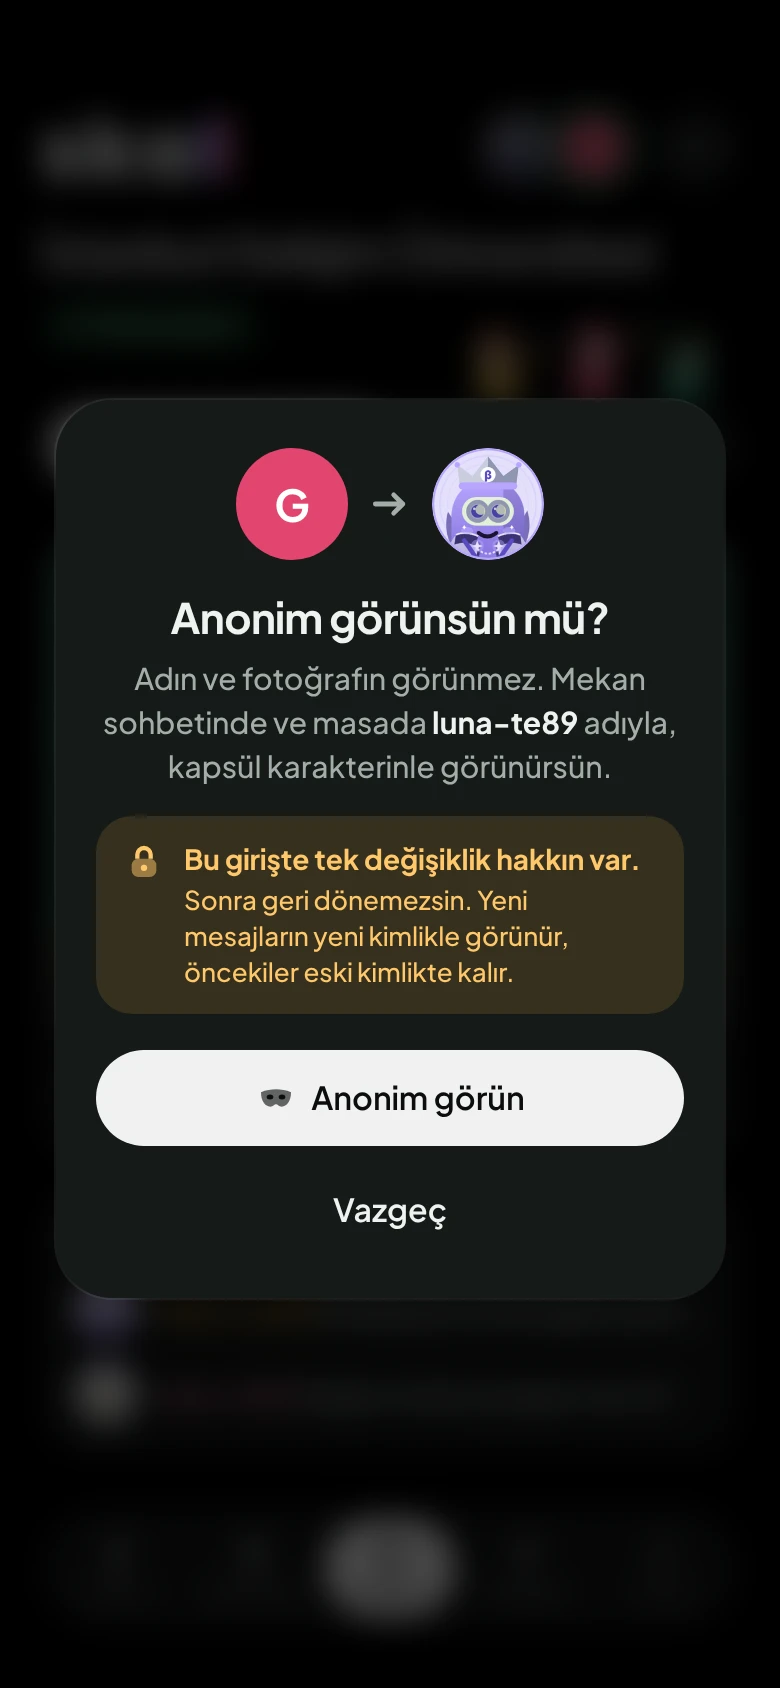 G
β
Anonim görünsün mü?
Adın ve fotoğrafın görünmez. Mekan
sohbetinde ve masada luna-te89 adıyla,
kapsül karakterinle görünürsün.
Bu girişte tek değişiklik hakkın var.
Sonra geri dönemezsin. Yeni
mesajların yeni kimlikle görünür,
öncekiler eski kimlikte kalır.
Anonim görün
Vazgeç